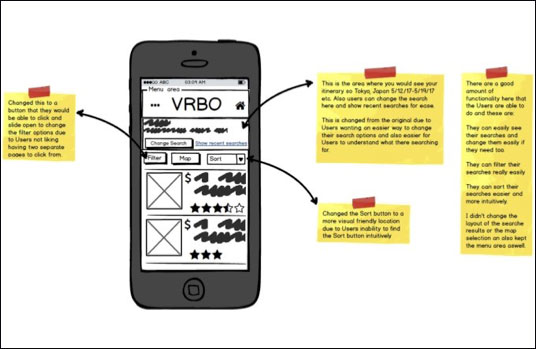 Changed this to a
button that they would
be able to click and
slide open to change
the filter options due
to Users not liking
having two separate
pages to click from.
ABC 03:09 AM
Menu area
... VRBO
Change Search Show recent searches
Filter Map Sort
$
$
This is the area where you would see your
itinerary so Tokyo, Japan 5/12/17-5/19/17
etc. Also users can change the search
here and show recent searches for ease.
This is changed from the original due to
Users wanting an easier way to change
their search options and also easier for
Users to understand what there searching
for.
Changed the Sort button to a
more visual friendly location
due to Users inability to find
the Sort button intuitively
There are a good
amount of
functionality here that
the Users are able to
do and these are:
They can easily see
their searches and
change them easily if
they need too.
They can filter their
searches really easily
They can sort their
searches easier and
more intuitively.
I didn't change the
layout of the searche
results or the map
selection an also kept
the menu area aswell.